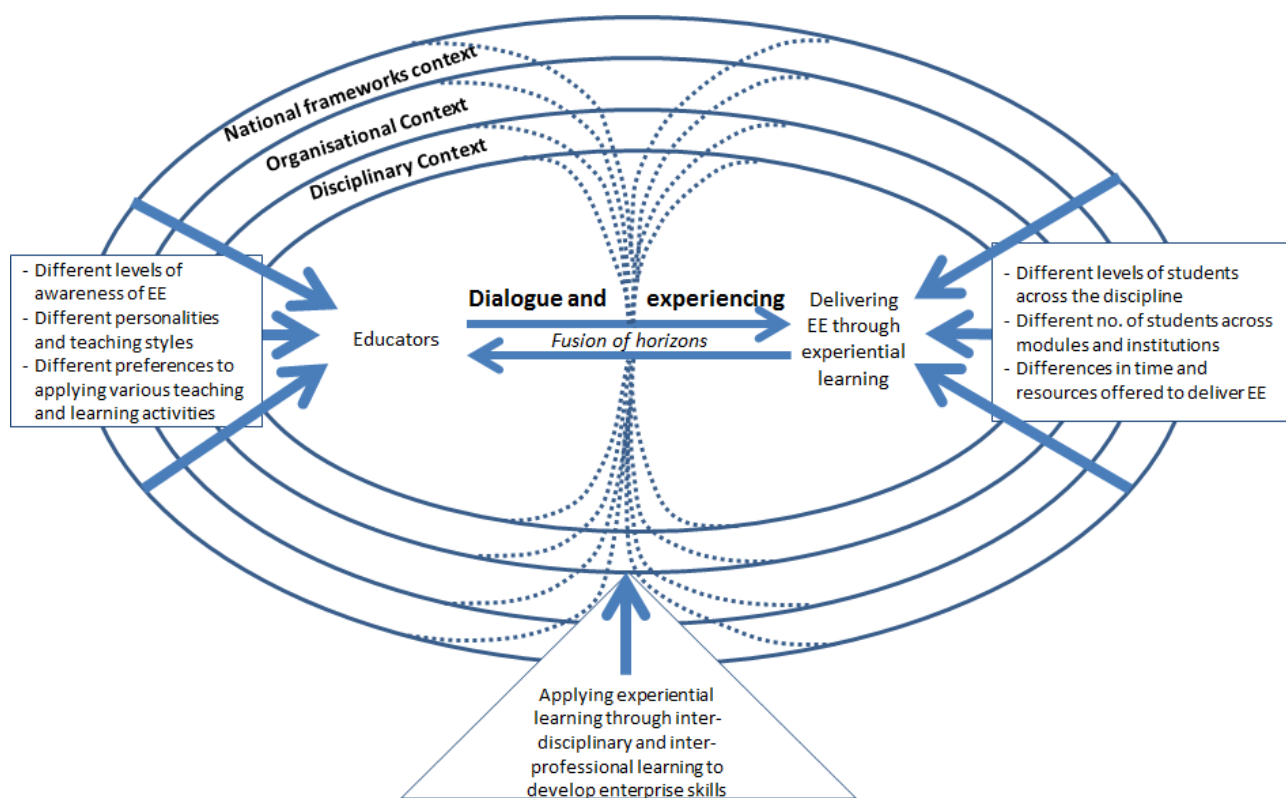 National frameworks context
Organisational Context
Disciplinary Context
- Different levels of
awareness of EE
- Different personalities
and teaching styles
- Different preferences to
applying various teaching
and learning activities
Educators
Dialogue and experiencing
Fusion of horizons
Delivering
EE through
experiential
learning
- Different levels of students
across the discipline
- Different no. of students across
modules and institutions
- Differences in time and
resources offered to deliver EE
Applying experiential
learning through inter-
disciplinary and inter-
professional learning to
develop enterprise skills